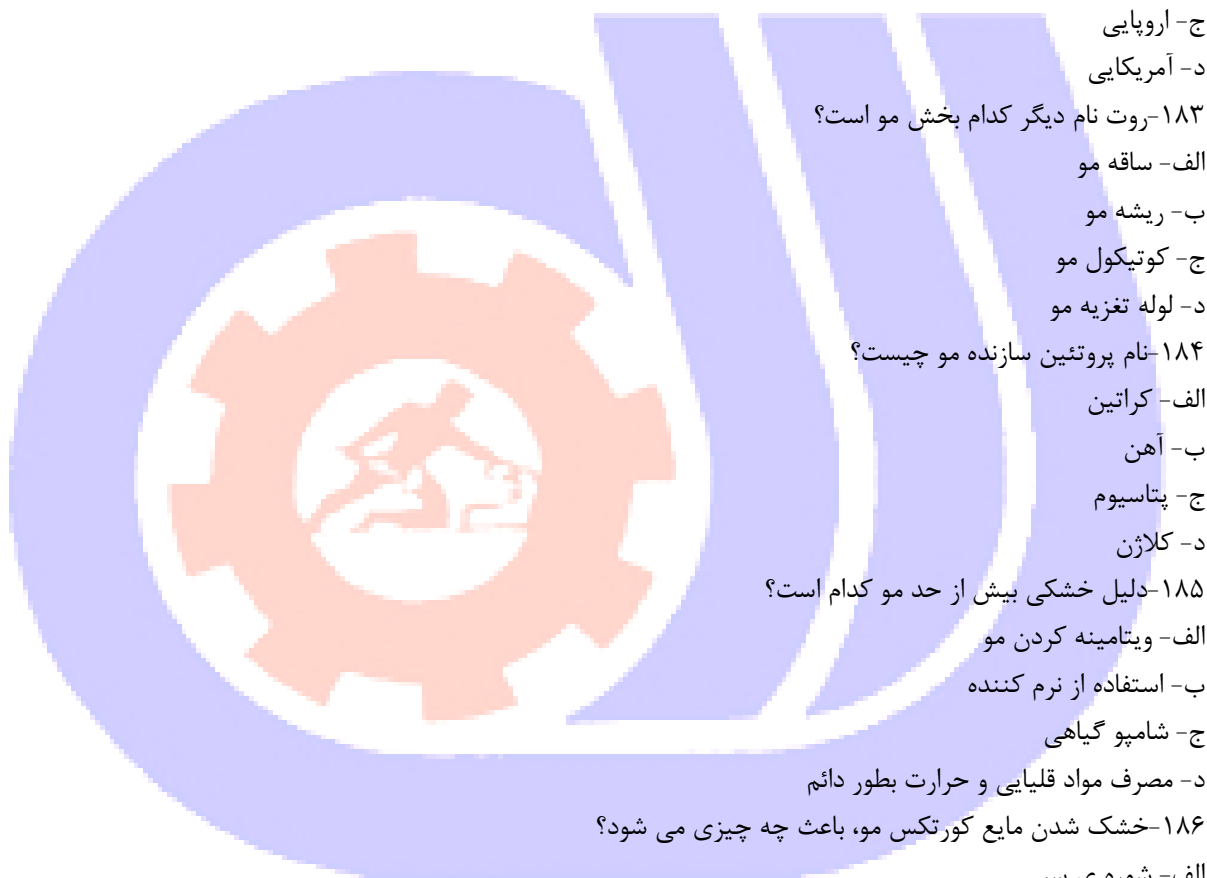 ج- اروپایی
د- آمریکایی
۱۸۳-روت نام دیگر کدام بخش مو است؟
الف- ساقه مو
ب- ریشه مو
ج- کوتیکول مو
د- لوله تغزیه مو
۱۸۴-نام پروتئین سازنده مو چیست؟
الف- کراتین
ب- آهن
ج- پتاسیوم
د- کلاژن
۱۸۵-دلیل خشکی بیش از حد مو کدام است؟
الف- ویتامینه کردن مو
ب- استفاده از نرم کننده
ج- شامپو گیاهی
د- مصرف مواد قلیایی و حرارت بطور دائم
۱۸۶-خشک شدن مایع کورتکس مو، باعث چه چیزی می شود؟
الف-